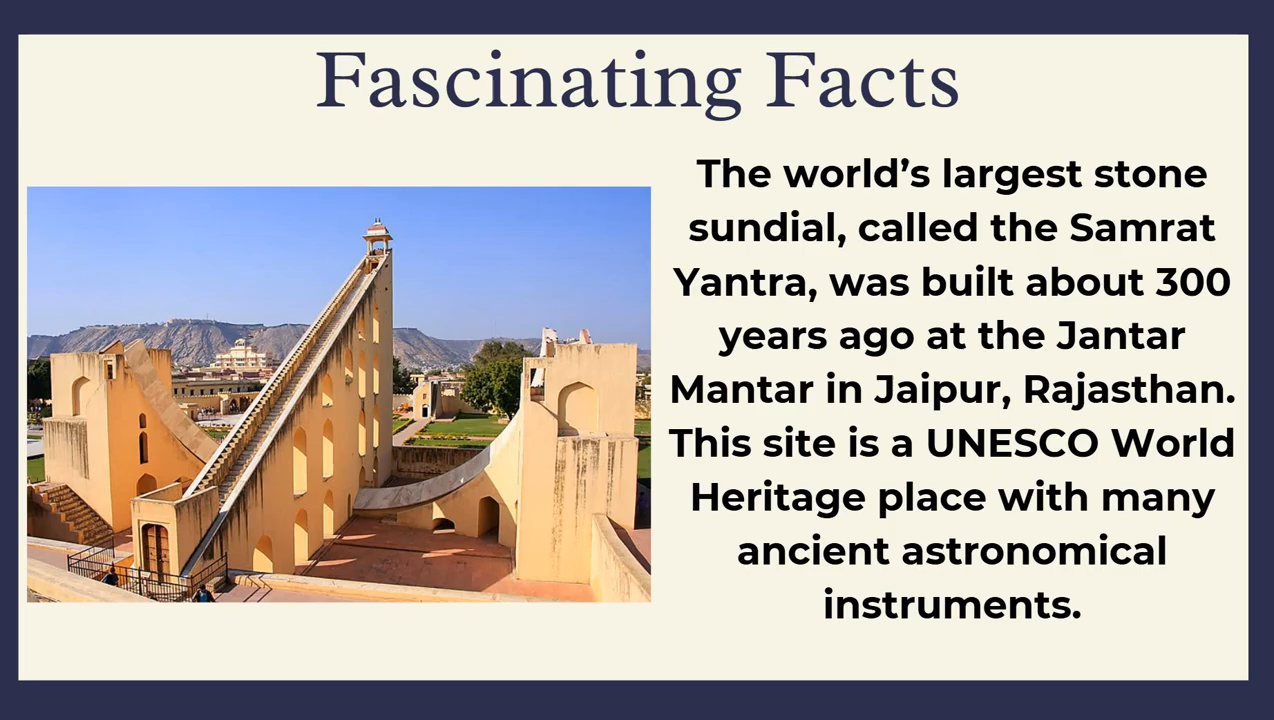 Fascinating Facts
The world’s largest stone
sundial, called the Samrat
Yantra, was built about 300
years ago at the Jantar
Mantar in Jaipur, Rajasthan.
This site is a UNESCO World
Heritage place with many
ancient astronomical
instruments.